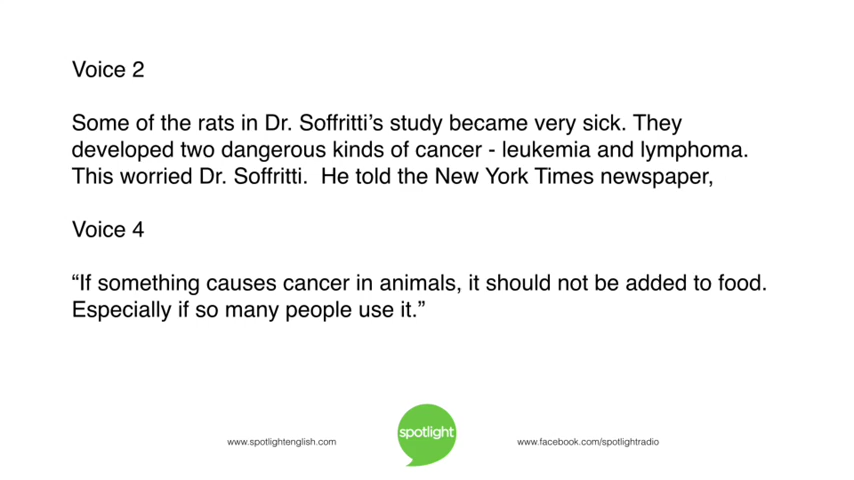 Voice 2
Some of the rats in Dr. Soffritti’s study became very sick. They
developed two dangerous kinds of cancer - leukemia and lymphoma.
This worried Dr. Soffritti.  He told the New York Times newspaper,
Voice 4
“If something causes cancer in animals, it should not be added to food.
Especially if so many people use it.”
spotlight
www.spotlightenglish.com
www.facebook.com/spotlightradio